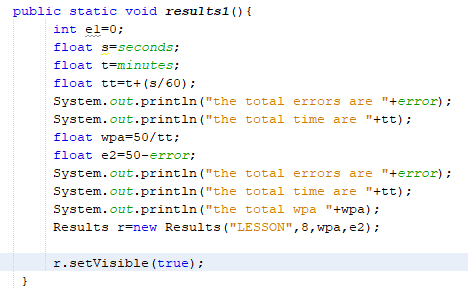 public static void results1(){
int e1=0;
float s=seconds;
float t=minutes;
float tt=t+(s/60);
System.out.println("the total errors are "+error);
System.out.println("the total time are "+tt);
float wpa=50/tt;
float e2=50-error;
System.out.println("the total errors are "+error);
System.out.println("the total time are "+tt);
System.out.println("the total wpa "+wpa);
Results r=new Results("LESSON",8,wpa,e2);
r.setVisible(true);
}